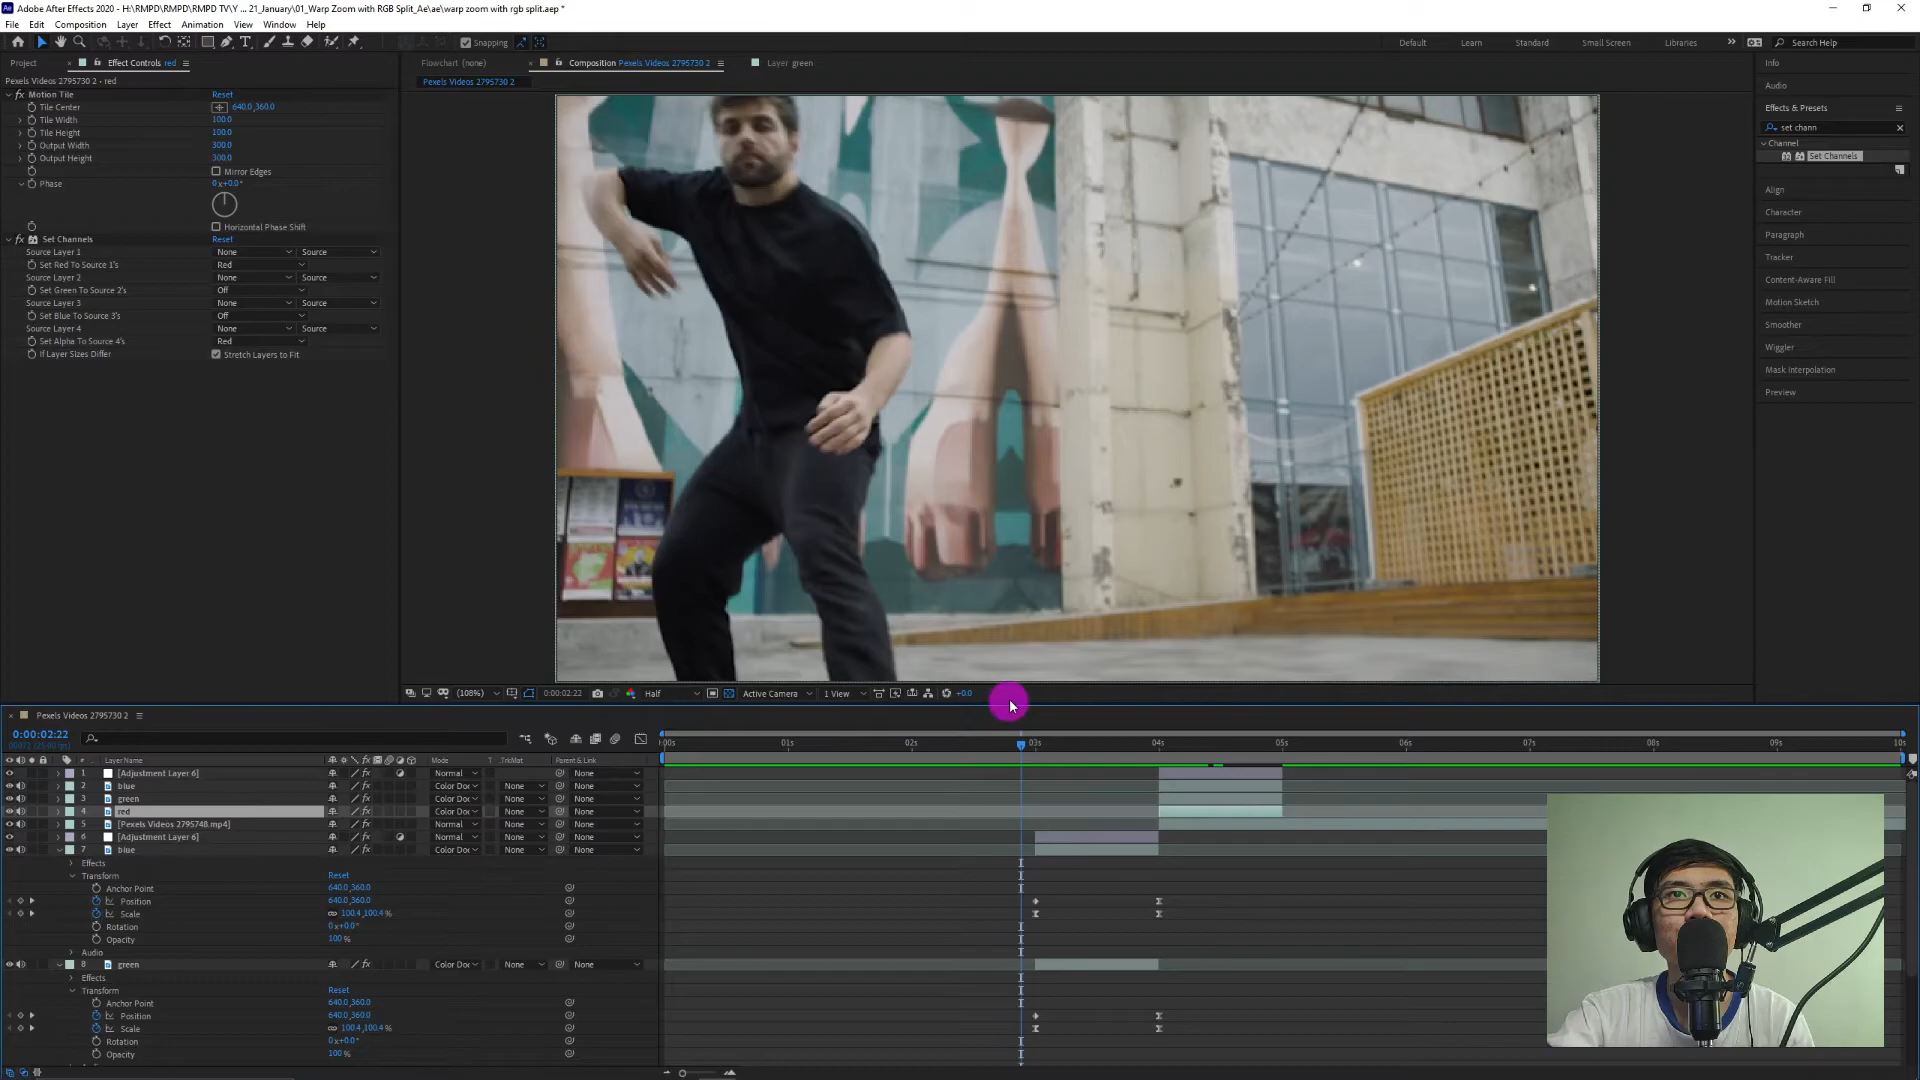 Adobe After Effects 2020 - H:\RMPD\RMPD TV\Y ... 21_January\01_Warp Zoom with RGB Split_Ae\ae\warp zoom with rgb split.aep *
File Edit Composition Layer Effect Animation View Window Help
Snapping
Default Learn Standard Small Screen Libraries Search Help
Project Effect Controls red
Flowchart (none) Composition Pexels Videos 2795730 2 Layer green
Info
Pexels Videos 2795730 2 • red
Pexels Videos 2795730 2
Audio
fx Motion Tile Reset
Tile Center 640.0,360.0
Effects & Presets
Tile Width 100.0
set chann
Tile Height 100.0
Output Width 300.0
Channel
Output Height 300.0
Set Channels
Mirror Edges
Phase 0x+0.0°
Align
Character
Horizontal Phase Shift
Paragraph
fx Set Channels Reset
Source Layer 1 None Source
Tracker
Set Red To Source 1's Red
Source Layer 2 None Source
Content-Aware Fill
Set Green To Source 2's Off
Source Layer 3 None Source
Motion Sketch
Set Blue To Source 3's Off
Source Layer 4 None Source
Smoother
Set Alpha To Source 4's Red
Wiggler
If Layer Sizes Differ Stretch Layers to Fit
Mask Interpolation
Preview
(108%) 0:00:02:22 Half Active Camera 1 View +0.0
Pexels Videos 2795730 2
0:00:02:22
00072 (25.00 fps)
:00s 01s 02s 03s 04s 05s 06s 07s 08s 09s 10s
# Layer Name Mode T .TrkMat Parent & Link
1 [Adjustment Layer 6] Normal None
2 blue fx Color Doc None None
3 green fx Color Doc None None
4 red fx Color Doc None None
5 [Pexels Videos 2795748.mp4] fx Normal None None
6 [Adjustment Layer 6] fx Normal None None
7 blue fx Color Doc None None
Effects
Transform Reset
Anchor Point 640.0,360.0
Position 640.0,360.0
Scale 100.4,100.4%
Rotation 0x+0.0°
Opacity 100%
Audio
8 green fx Color Doc None None
Effects
Transform Reset
Anchor Point 640.0,360.0
Position 640.0,360.0
Scale 100.4,100.4%
Rotation 0x+0.0°
Opacity 100%